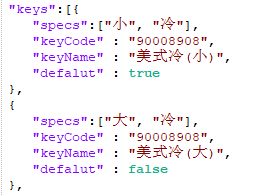 "keys":[{
"specs":["小", "冷"],
"keyCode" : "90008908",
"keyName" : "美式冷(小)",
"defalut" : true
},
{
"specs":["大", "冷"],
"keyCode" : "90008908",
"keyName" : "美式冷(大)",
"defalut" : false
},